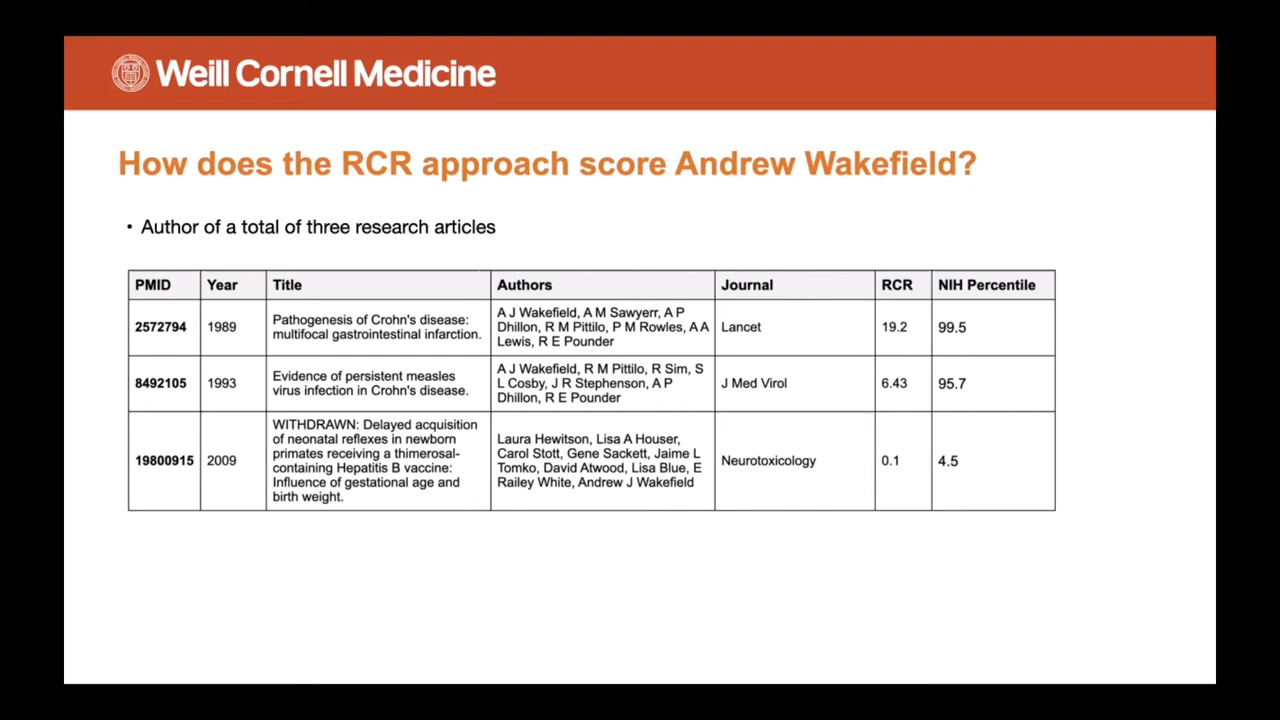 Weill Cornell Medicine
How does the RCR approach score Andrew Wakefield?
• Author of a total of three research articles
PMID Year Title Authors Journal RCR NIH Percentile
2572794 1989 Pathogenesis of Crohn's disease: multifocal gastrointestinal infarction. A J Wakefield, A M Sawyerr, A P Dhillon, R M Pittilo, P M Rowles, A A Lewis, R E Pounder Lancet 19.2 99.5
8492105 1993 Evidence of persistent measles virus infection in Crohn's disease. A J Wakefield, R M Pittilo, R Sim, S L Cosby, J R Stephenson, A P Dhillon, R E Pounder J Med Virol 6.43 95.7
19800915 2009 WITHDRAWN: Delayed acquisition of neonatal reflexes in newborn primates receiving a thimerosal-containing Hepatitis B vaccine: Influence of gestational age and birth weight. Laura Hewitson, Lisa A Houser, Carol Stott, Gene Sackett, Jaime L Tomko, David Atwood, Lisa Blue, E Railey White, Andrew J Wakefield Neurotoxicology 0.1 4.5